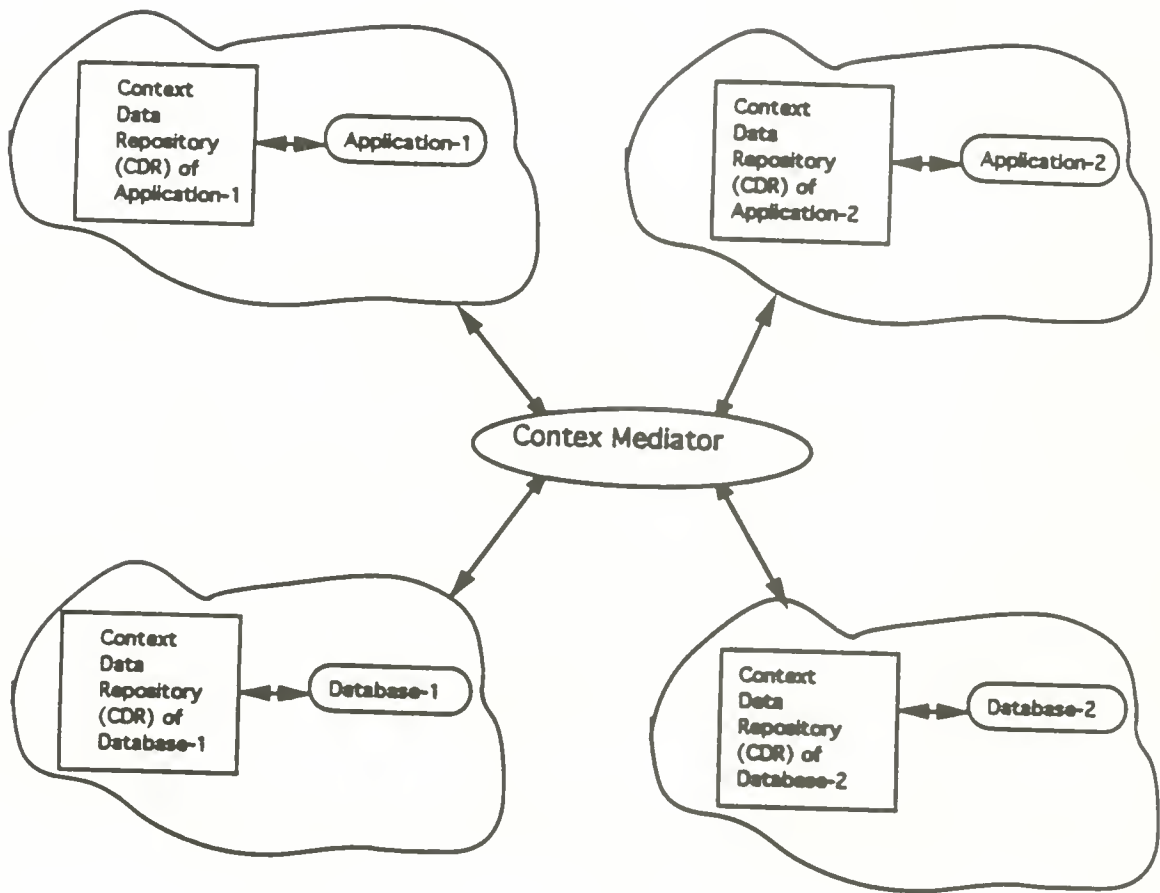 Context
Data
Repository
(CDR) of
Application-1
Application-1
Context
Data
Repository
(CDR) of
Application-2
Application-2
Contex Mediator
Context
Data
Repository
(CDR) of
Database-1
Database-1
Context
Data
Repository
(CDR) of
Database-2
Database-2